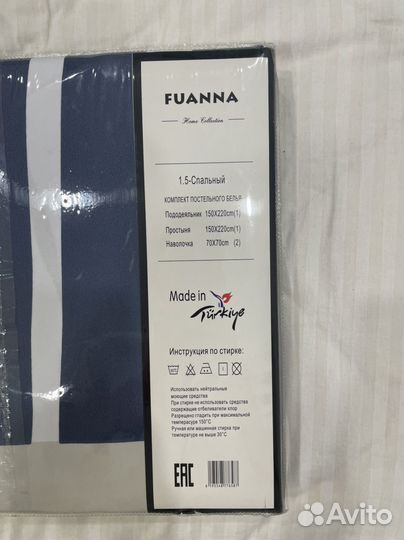 FUANNA
Home Collection
1.5-Спальный
КОМПЛЕКТ ПОСТЕЛЬНОГО БЕЛЬЯ
Пододеяльник 150X220cm(1)
Простыня 150X220cm(1)
Наволочка 70X70cm (2)
Made in
Türkiye
Инструкция по стирке:
Использовать нейтральные
моющие средства
При стирке не использовать средства
содержащие отбеливатели хлор
Разрешено гладить при максимальной
температуре 150°C
Ручная или машинная стирка при
температуре не выше 30°C
EAC
Avito